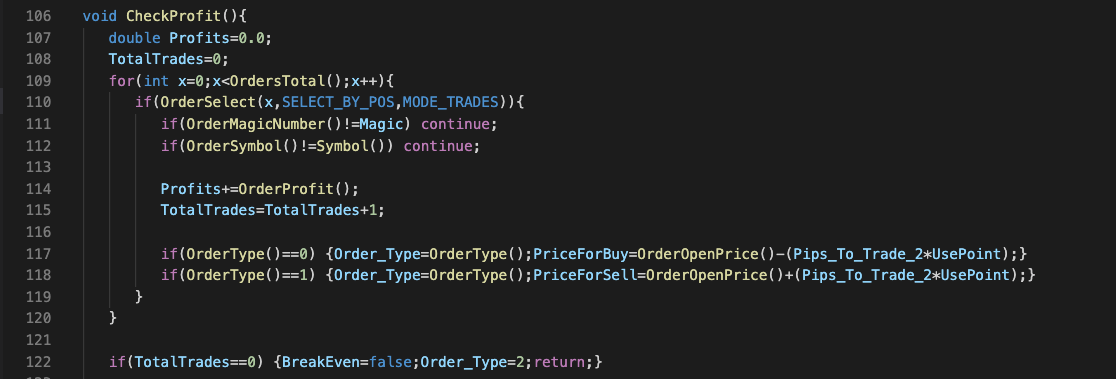 106 void CheckProfit(){
107 double Profits=0.0;
108 TotalTrades=0;
109 for(int x=0;x<OrdersTotal();x++){
110 if(OrderSelect(x,SELECT_BY_POS,MODE_TRADES)){
111 if(OrderMagicNumber()!=Magic) continue;
112 if(OrderSymbol()!=Symbol()) continue;
113
114 Profits+=OrderProfit();
115 TotalTrades=TotalTrades+1;
116
117 if(OrderType()==0) {Order_Type=OrderType();PriceForBuy=OrderOpenPrice()-(Pips_To_Trade_2*UsePoint);}
118 if(OrderType()==1) {Order_Type=OrderType();PriceForSell=OrderOpenPrice()+(Pips_To_Trade_2*UsePoint);}
119 }
120 }
121
122 if(TotalTrades==0) {BreakEven=false;Order_Type=2;return;}